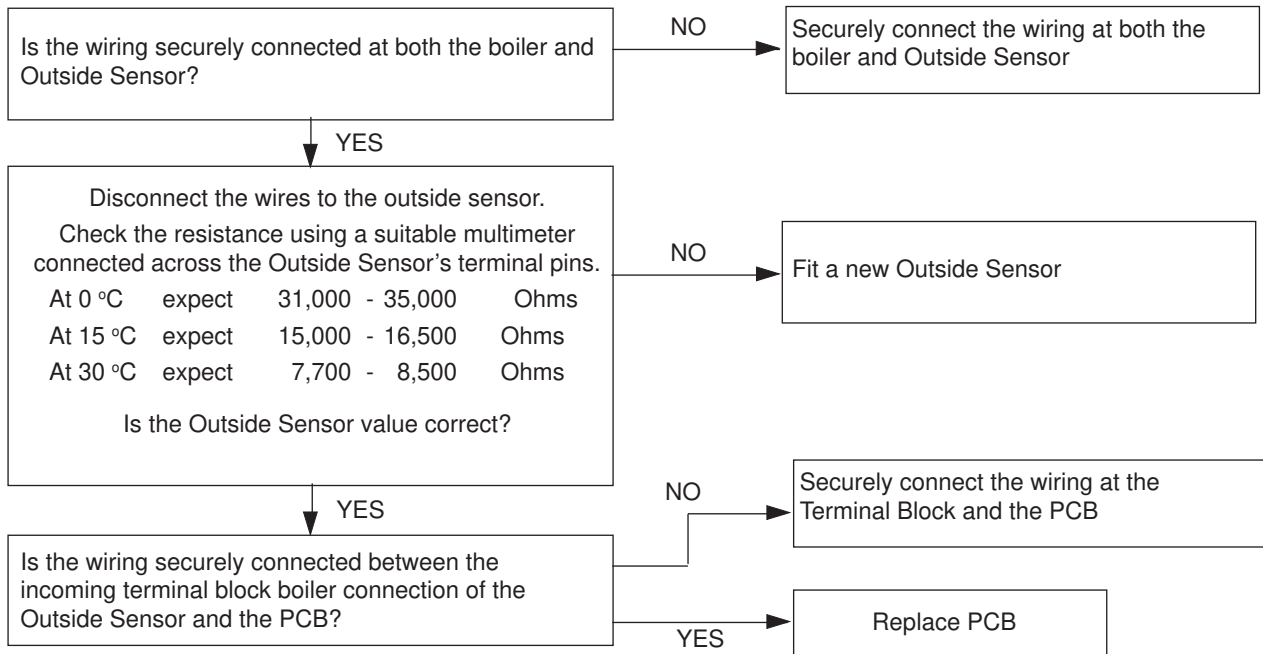 Is the wiring securely connected at both the boiler and
Outside Sensor?
NO
Securely connect the wiring at both the
boiler and Outside Sensor
YES
Disconnect the wires to the outside sensor.
Check the resistance using a suitable multimeter
connected across the Outside Sensor's terminal pins.
At 0 ºC expect 31,000 - 35,000 Ohms
At 15 ºC expect 15,000 - 16,500 Ohms
At 30 ºC expect 7,700 - 8,500 Ohms
Is the Outside Sensor value correct?
NO
Fit a new Outside Sensor
YES
Is the wiring securely connected between the
incoming terminal block boiler connection of the
Outside Sensor and the PCB?
NO
Securely connect the wiring at the
Terminal Block and the PCB
YES
Replace PCB